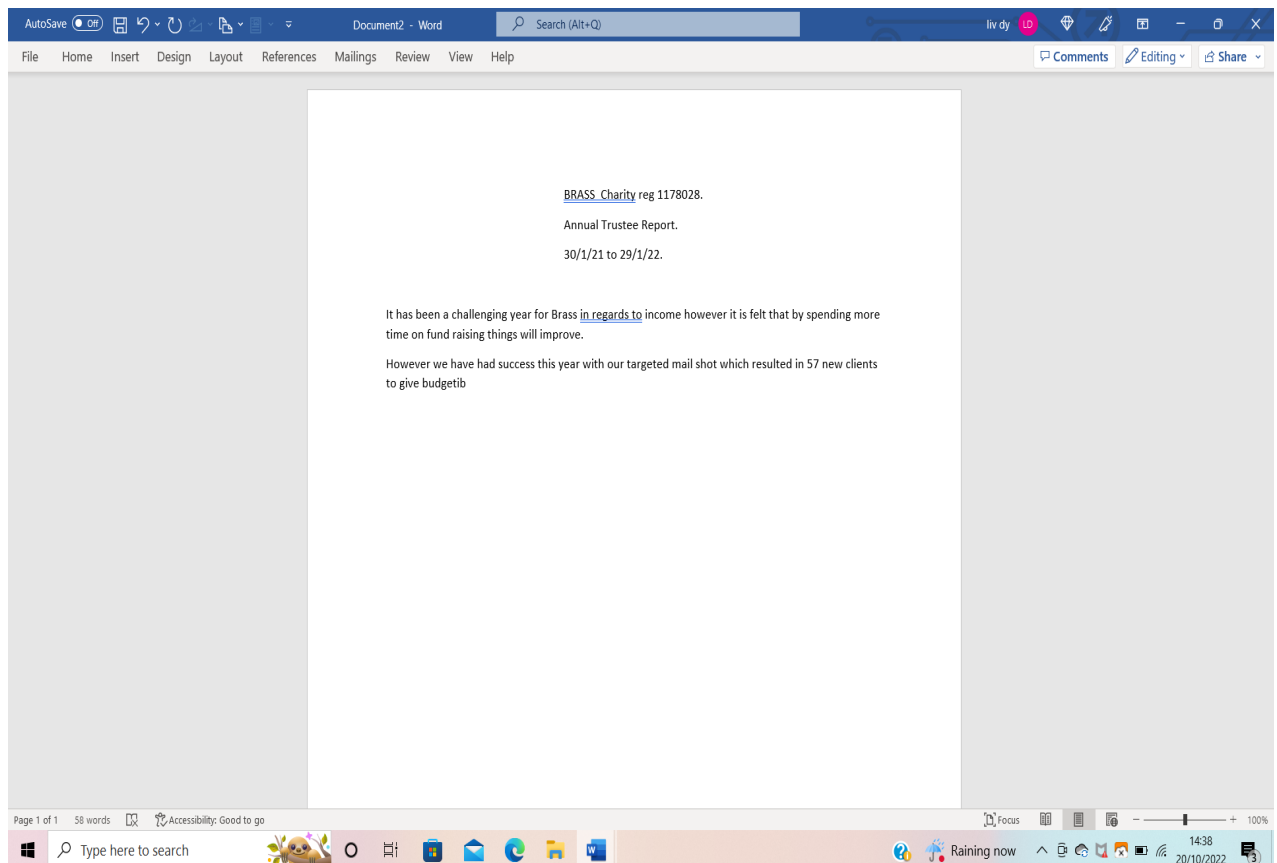 AutoSave Off Document2 - Word Search (Alt+Q) liv dy LD
File Home Insert Design Layout References Mailings Review View Help Comments Editing Share
BRASS Charity reg 1178028.
Annual Trustee Report.
30/1/21 to 29/1/22.
It has been a challenging year for Brass in regards to income however it is felt that by spending more
time on fund raising things will improve.
However we have had success this year with our targeted mail shot which resulted in 57 new clients
to give budgetib
Page 1 of 1 58 words Accessibility: Good to go Focus 100%
Type here to search Raining now 14:38
20/10/2022 3